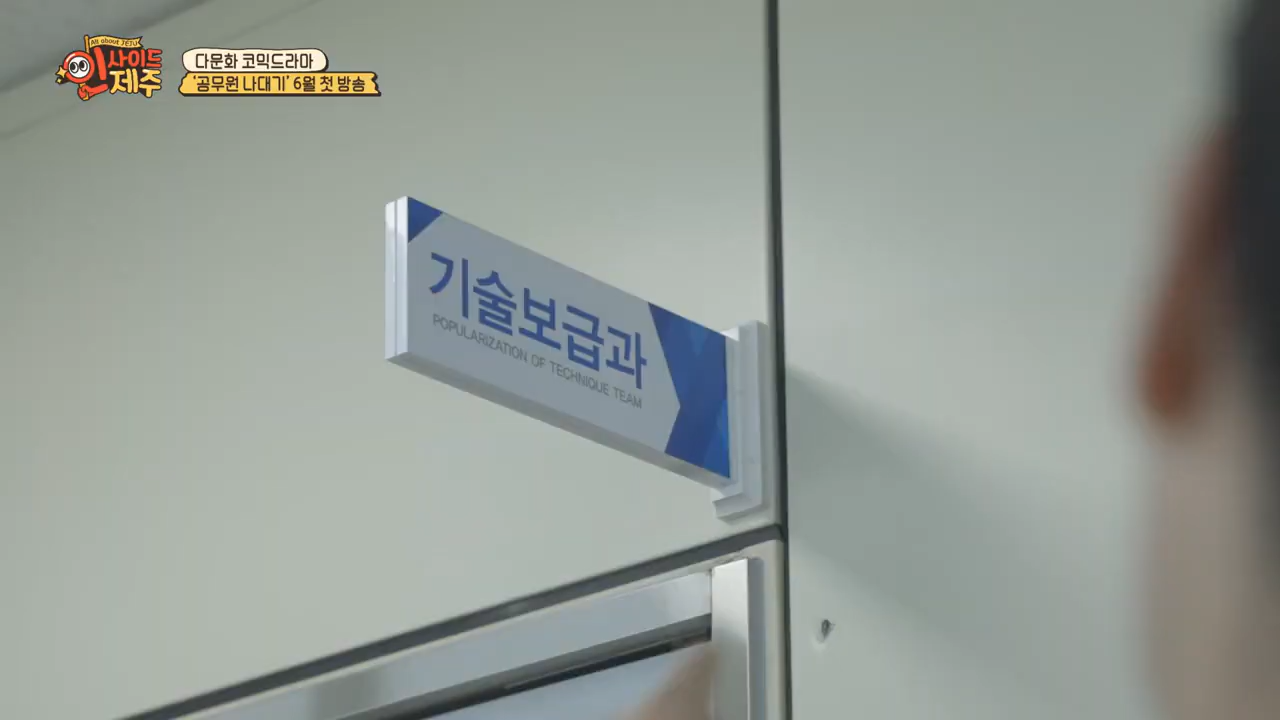 All about JEJU
인사이드
제주
다문화 코믹드라마
'공무원 나대기' 6월 첫 방송
기술보급과
POPULARIZATION OF TECHNIQUE TEAM